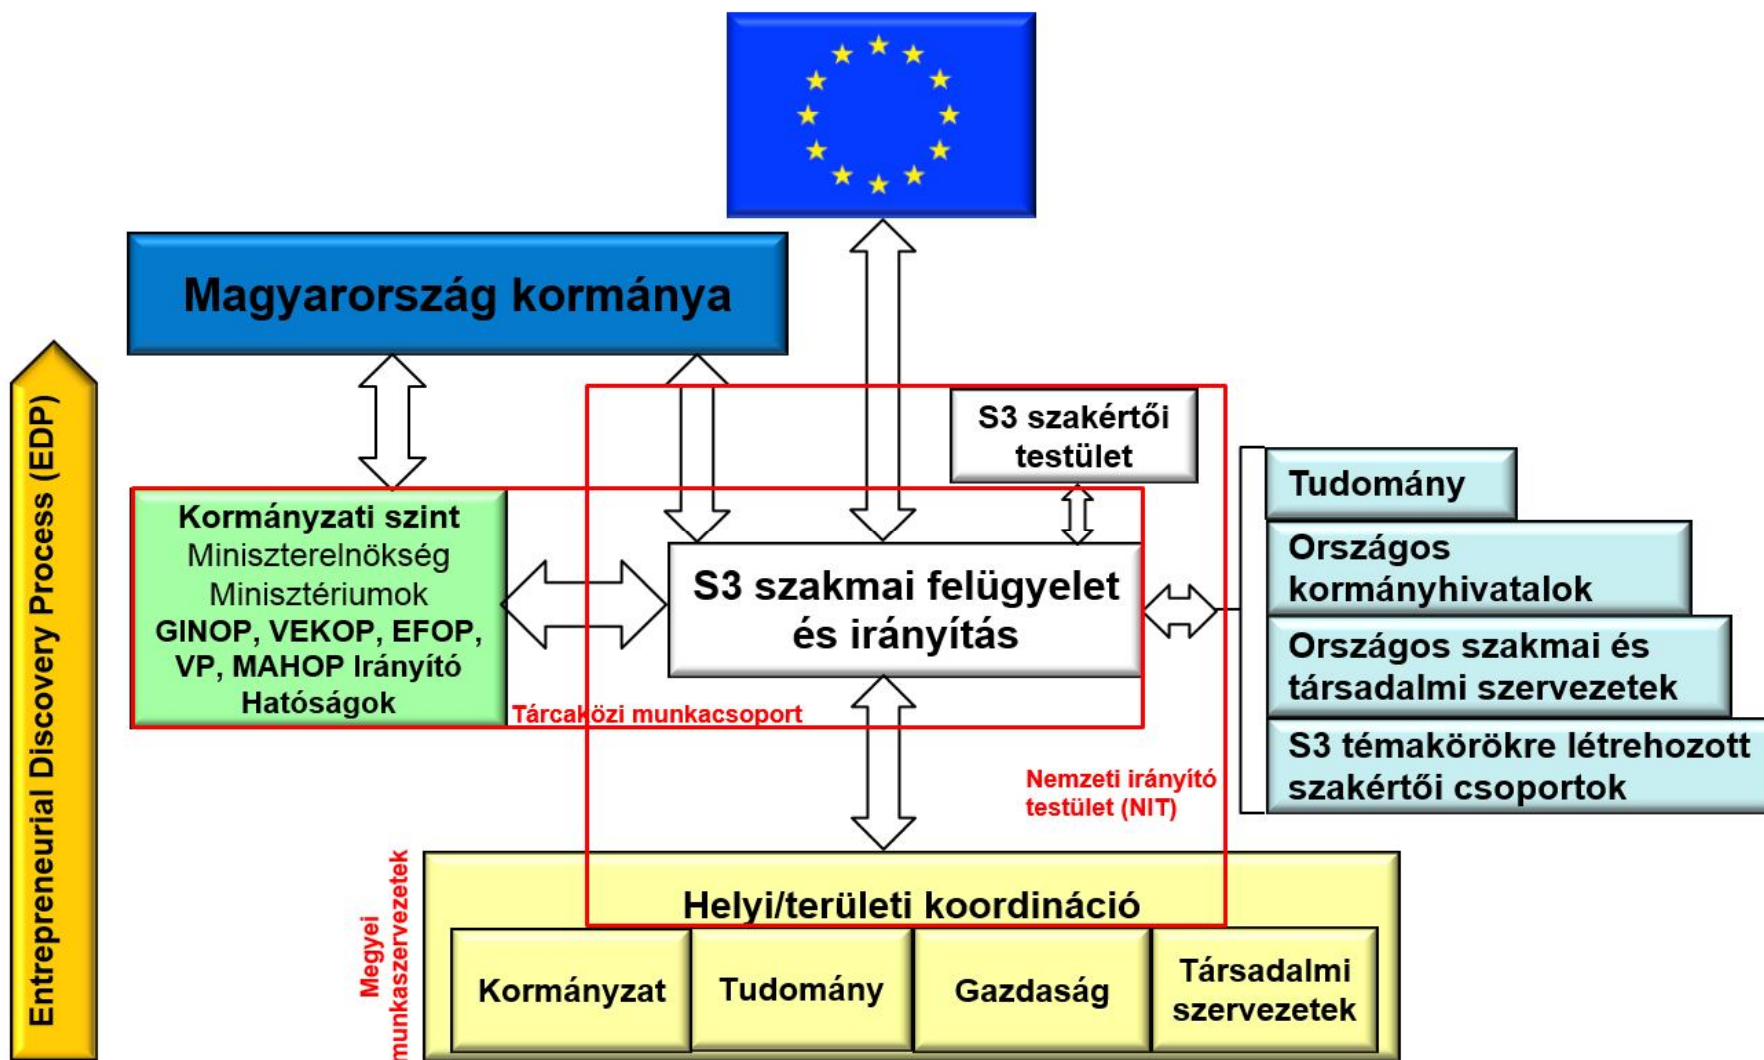 Magyarország kormánya
Entrepreneurial Discovery Process (EDP)
S3 szakértői
testület
Kormányzati szint
Miniszterelnökség
Minisztériumok
GINOP, VEKOP, EFOP,
VP, MAHOP Irányító
Hatóságok
Tárcaközi munkacsoport
S3 szakmai felügyelet
és irányítás
Tudomány
Országos
kormányhivatalok
Országos szakmai és
társadalmi szervezetek
S3 témakörökre létrehozott
szakértői csoportok
Nemzeti irányító
testület (NIT)
Megyei
munkaszervezetek
Helyi/területi koordináció
Kormányzat
Tudomány
Gazdaság
Társadalmi
szervezetek